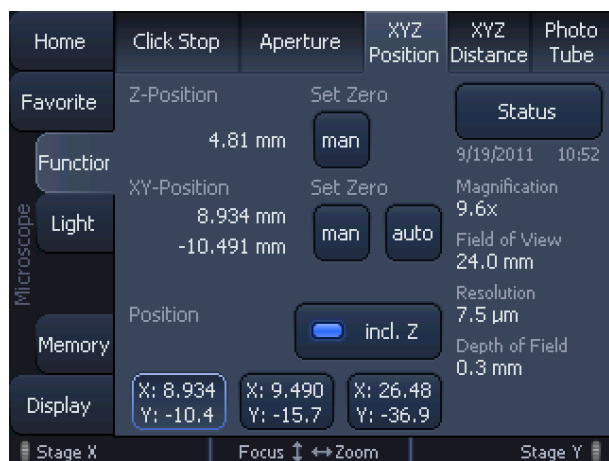 Home
Click Stop
Aperture
XYZ
Position
XYZ
Distance
Photo
Tube
Favorite
Function
Light
Microscope
Memory
Display
Z-Position
Set Zero
4.81 mm
man
XY-Position
Set Zero
8.934 mm
-10.491 mm
man
auto
Position
incl. Z
X: 8.934
Y: -10.4
X: 9.490
Y: -15.7
X: 26.48
Y: -36.9
Status
9/19/2011 10:52
Magnification
9.6x
Field of View
24.0 mm
Resolution
7.5 µm
Depth of Field
0.3 mm
Stage X
Focus ↕ ↔ Zoom
Stage Y